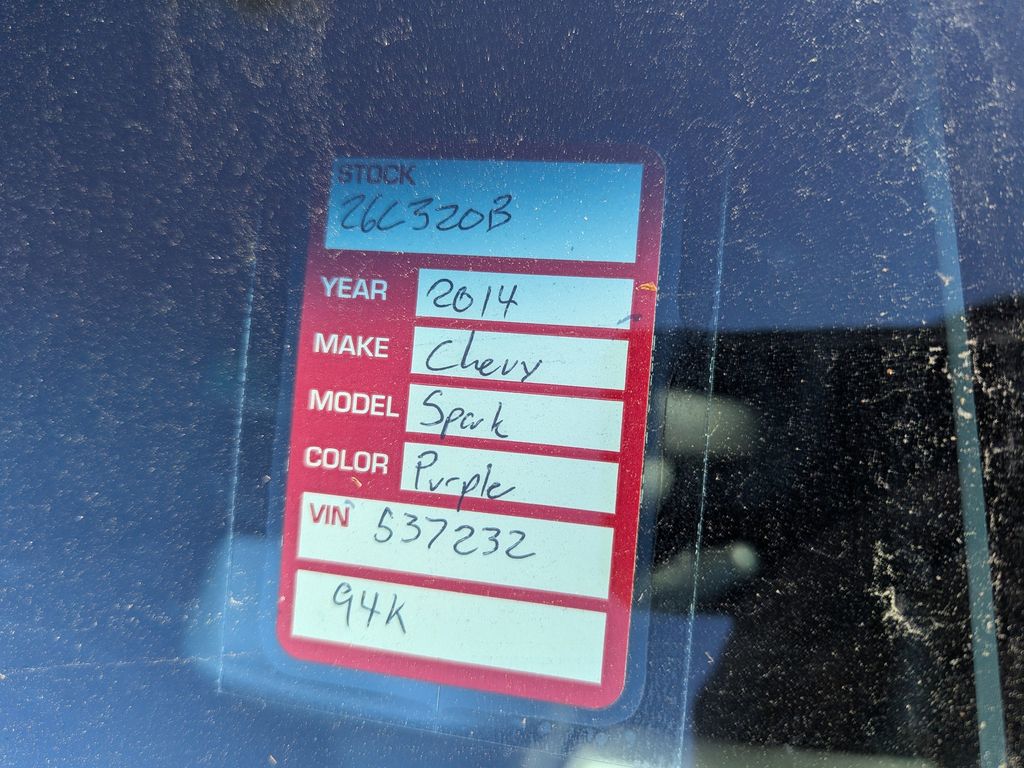 STOCK
26C320B
YEAR 2014
MAKE Chevy
MODEL Spark
COLOR Purple
VIN 537232
94K